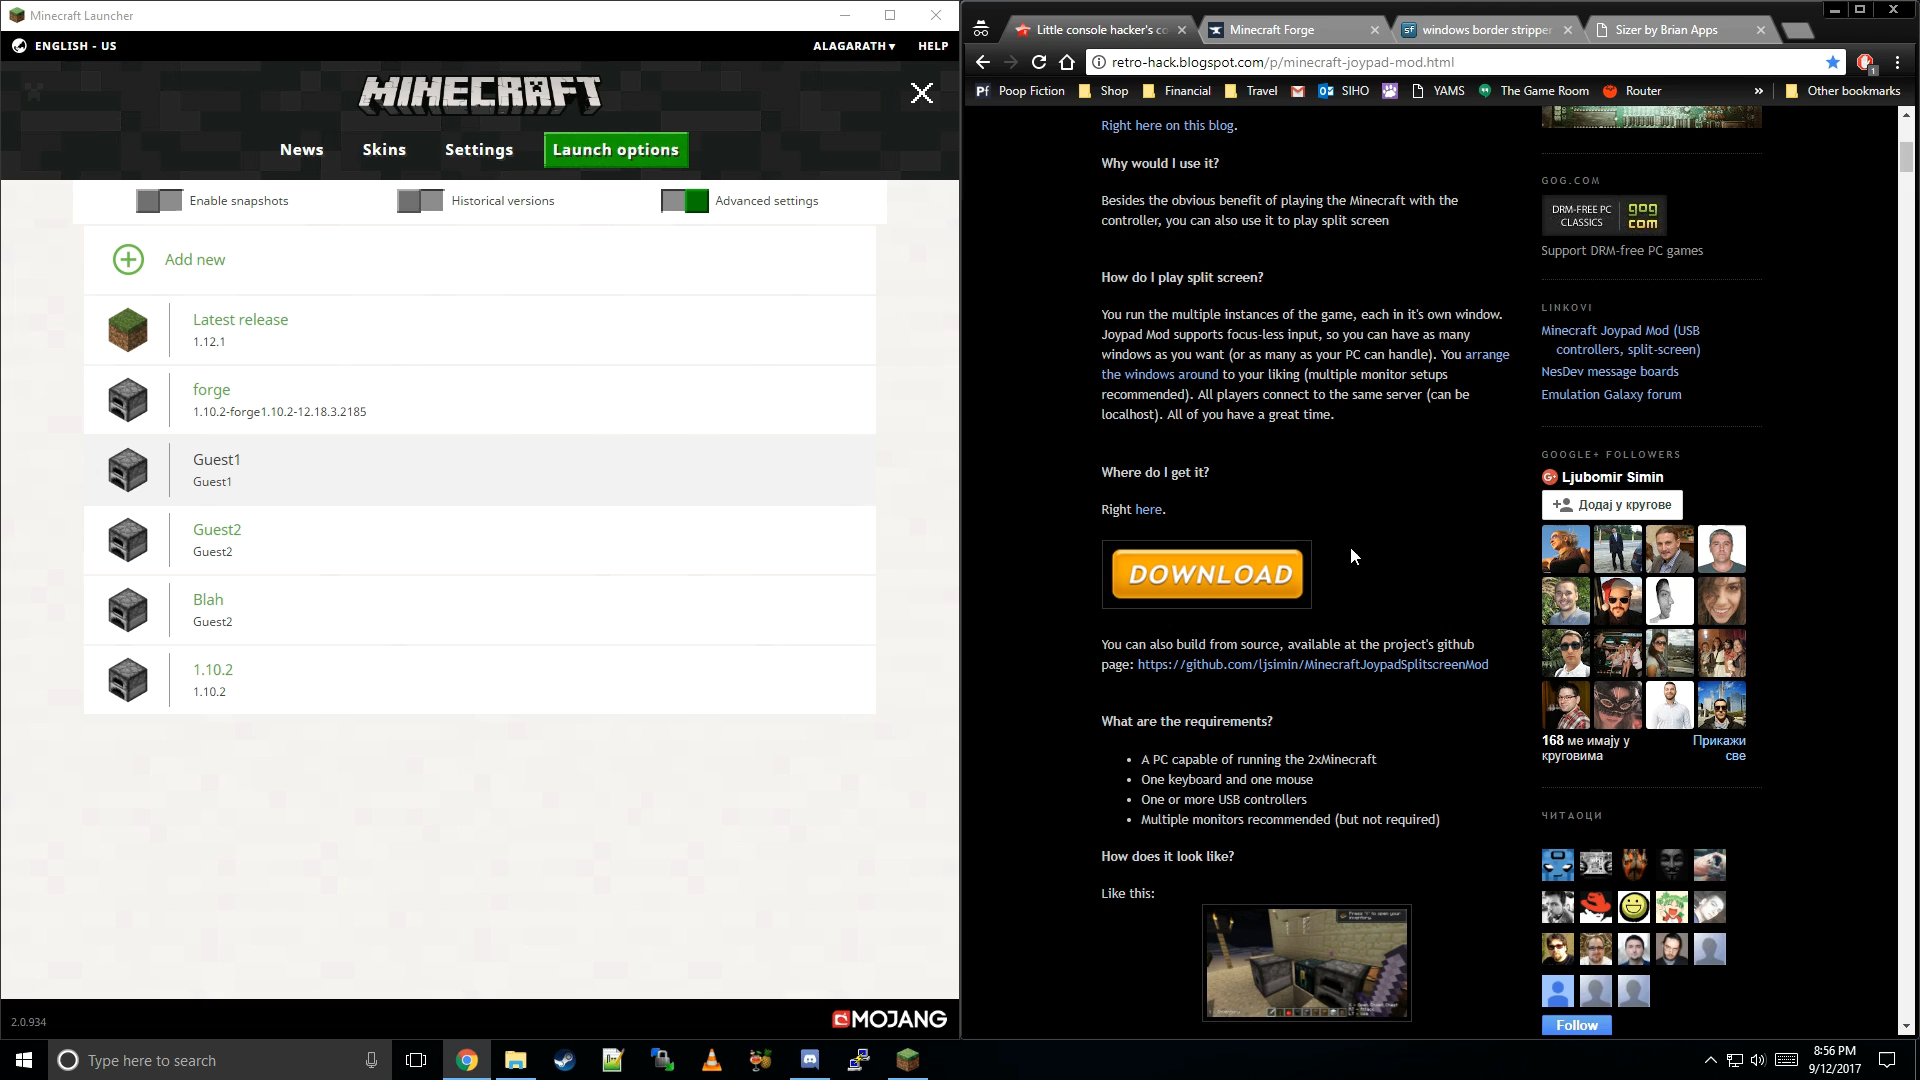 Minecraft Launcher
ENGLISH - US
ALAGARATH▾
HELP
MINECRAFT
News
Skins
Settings
Launch options
Enable snapshots
Historical versions
Advanced settings
Add new
Latest release
1.12.1
forge
1.10.2-forge1.10.2-12.18.3.2185
Guest1
Guest1
Guest2
Guest2
Blah
Guest2
1.10.2
1.10.2
2.0.934
MOJANG
Little console hacker's co
Minecraft Forge
windows border stripper
Sizer by Brian Apps
retro-hack.blogspot.com/p/minecraft-joypad-mod.html
1
Pf Poop Fiction
Shop
Financial
Travel
SIHO
YAMS
The Game Room
Router
»
Other bookmarks
Right here on this blog.
Why would I use it?
Besides the obvious benefit of playing the Minecraft with the
controller, you can also use it to play split screen
How do I play split screen?
You run the multiple instances of the game, each in it's own window.
Joypad Mod supports focus-less input, so you can have as many
windows as you want (or as many as your PC can handle). You arrange
the windows around to your liking (multiple monitor setups
recommended). All players connect to the same server (can be
localhost). All of you have a great time.
Where do I get it?
Right here.
DOWNLOAD
You can also build from source, available at the project's github
page: https://github.com/ljsimin/MinecraftJoypadSplitscreenMod
What are the requirements?
• A PC capable of running the 2xMinecraft
• One keyboard and one mouse
• One or more USB controllers
• Multiple monitors recommended (but not required)
How does it look like?
Like this:
GOG.COM
DRM-FREE PC
CLASSICS
gog
com
Support DRM-free PC games
LINKOVI
Minecraft Joypad Mod (USB
controllers, split-screen)
NesDev message boards
Emulation Galaxy forum
GOOGLE+ FOLLOWERS
G+ Ljubomir Simin
Додај у кругове
168 ме имају у
круговима
Прикажи
све
ЧИТАОЦИ
Follow
Type here to search
8:56 PM
9/12/2017